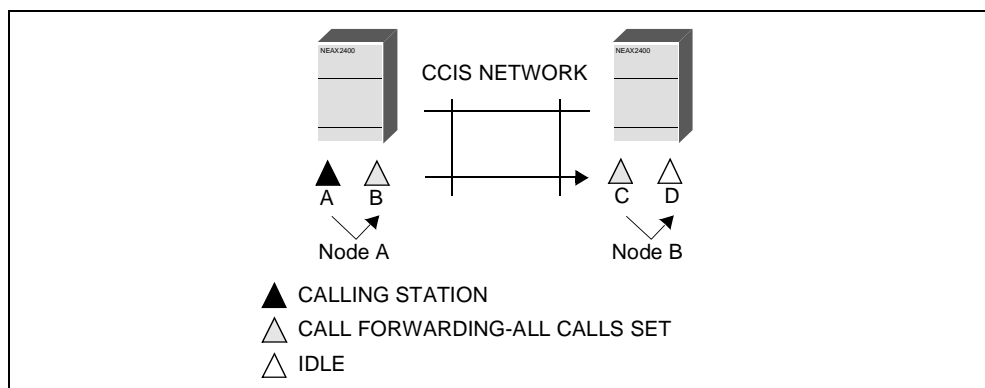 NEAX2400
NEAX2400
CCIS NETWORK
A B
C D
Node A
Node B
CALLING STATION
CALL FORWARDING-ALL CALLS SET
IDLE